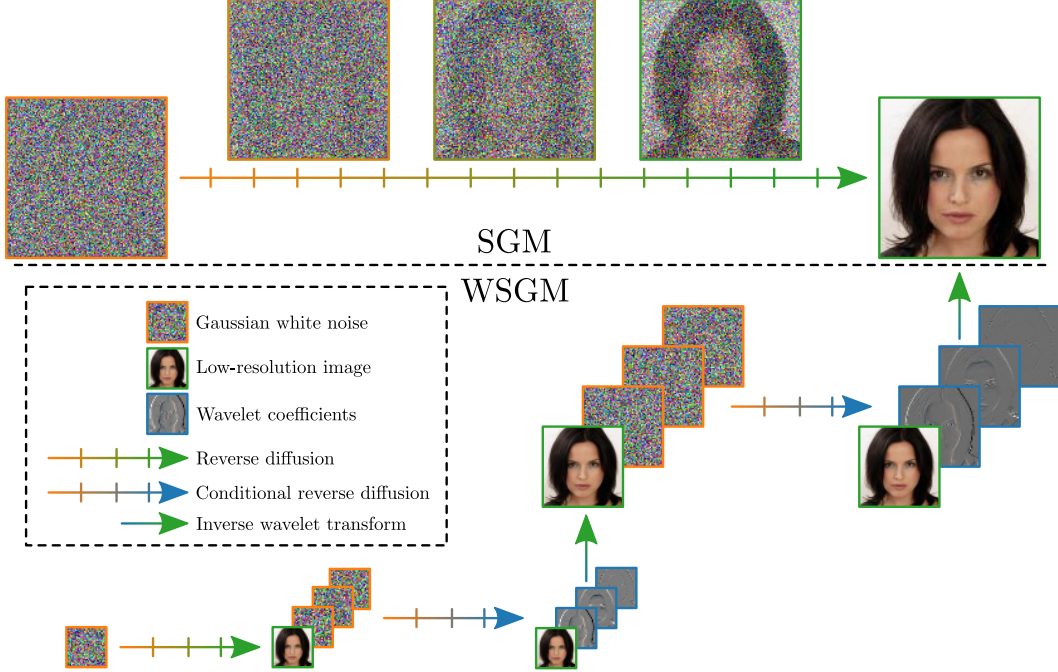 SGM
WSGM
Gaussian white noise
Low-resolution image
Wavelet coefficients
Reverse diffusion
Conditional reverse diffusion
Inverse wavelet transform